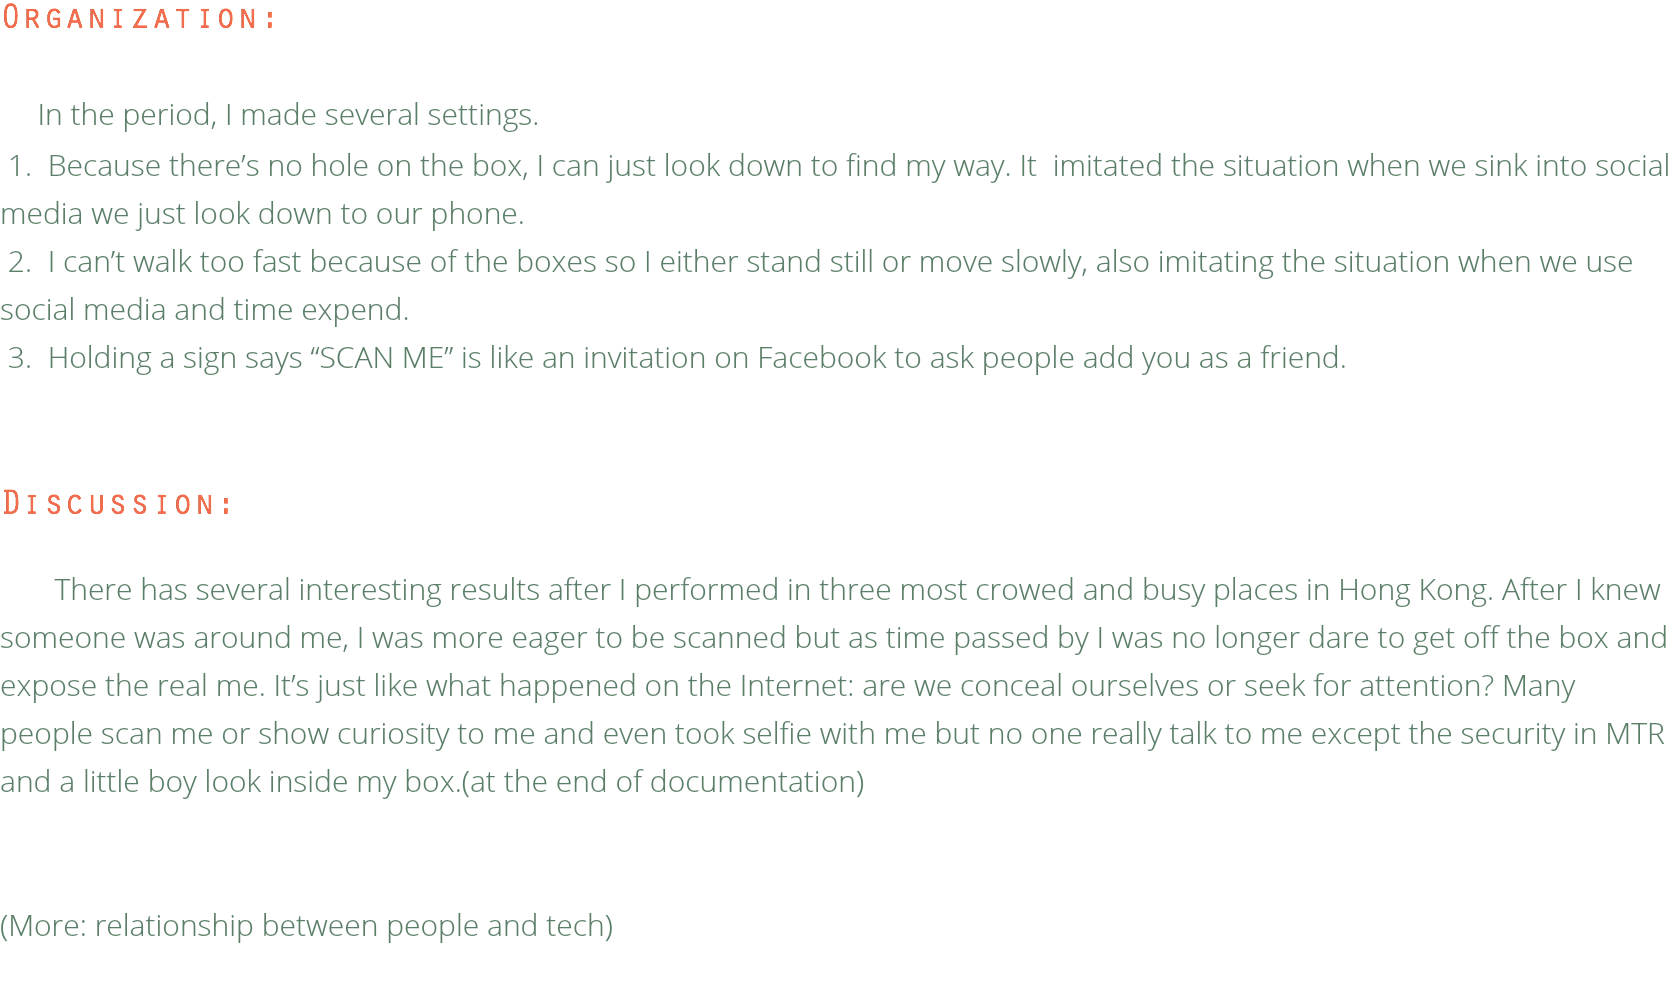 ORGANIZATION:
In the period, I made several settings.
1. Because there’s no hole on the box, I can just look down to find my way. It imitated the situation when we sink into social
media we just look down to our phone.
2. I can’t walk too fast because of the boxes so I either stand still or move slowly, also imitating the situation when we use
social media and time expend.
3. Holding a sign says “SCAN ME” is like an invitation on Facebook to ask people add you as a friend.
DISCUSSION:
There has several interesting results after I performed in three most crowed and busy places in Hong Kong. After I knew
someone was around me, I was more eager to be scanned but as time passed by I was no longer dare to get off the box and
expose the real me. It’s just like what happened on the Internet: are we conceal ourselves or seek for attention? Many
people scan me or show curiosity to me and even took selfie with me but no one really talk to me except the security in MTR
and a little boy look inside my box.(at the end of documentation)
(More: relationship between people and tech)